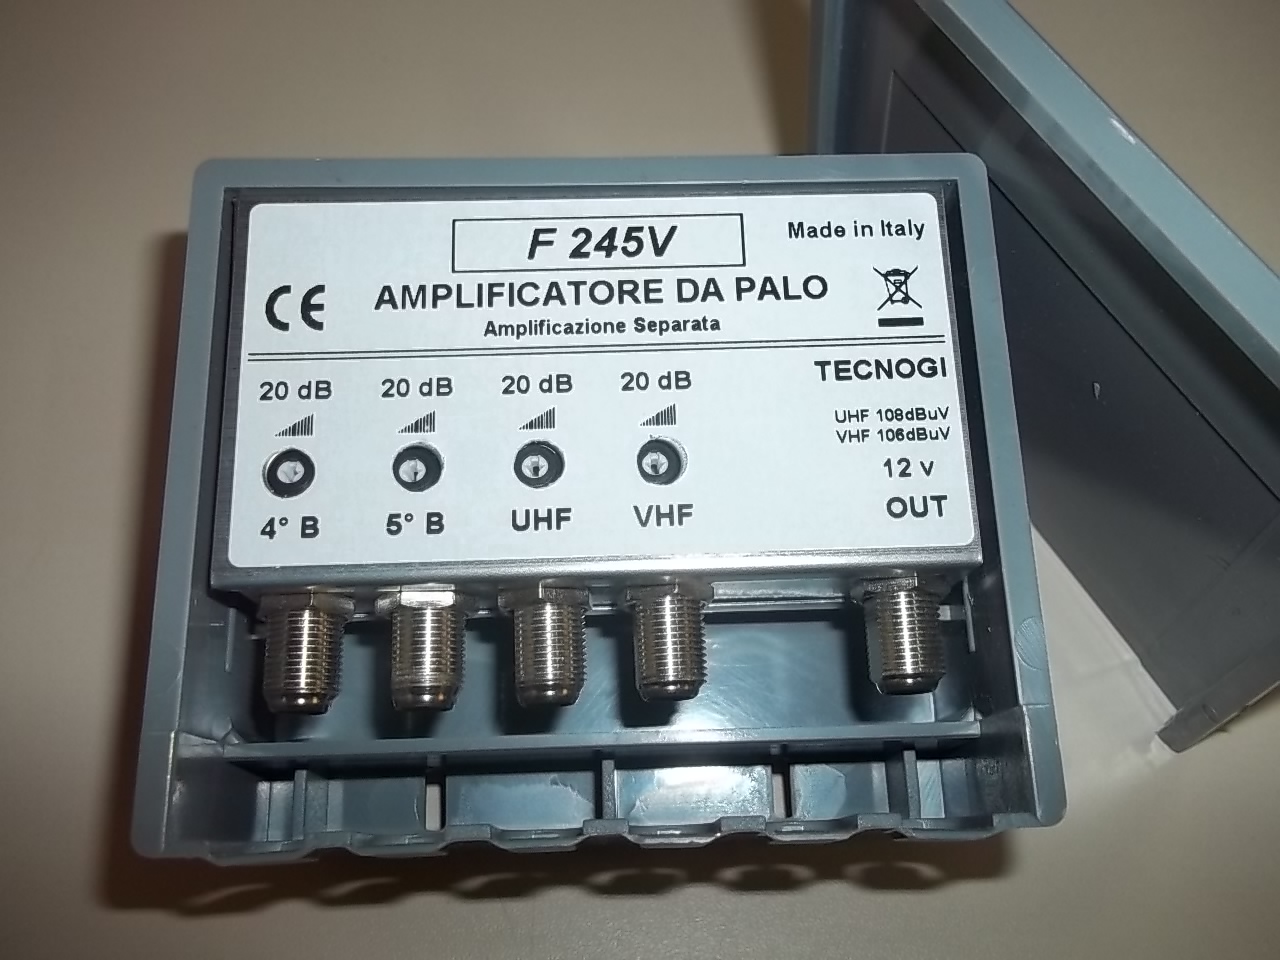 F 245V
Made in Italy
AMPLIFICATORE DA PALO
Amplificazione Separata
CE
TECNOGI
20 dB 20 dB 20 dB 20 dB
UHF 108dBuV
VHF 106dBuV
12 v
4° B 5° B UHF VHF
OUT